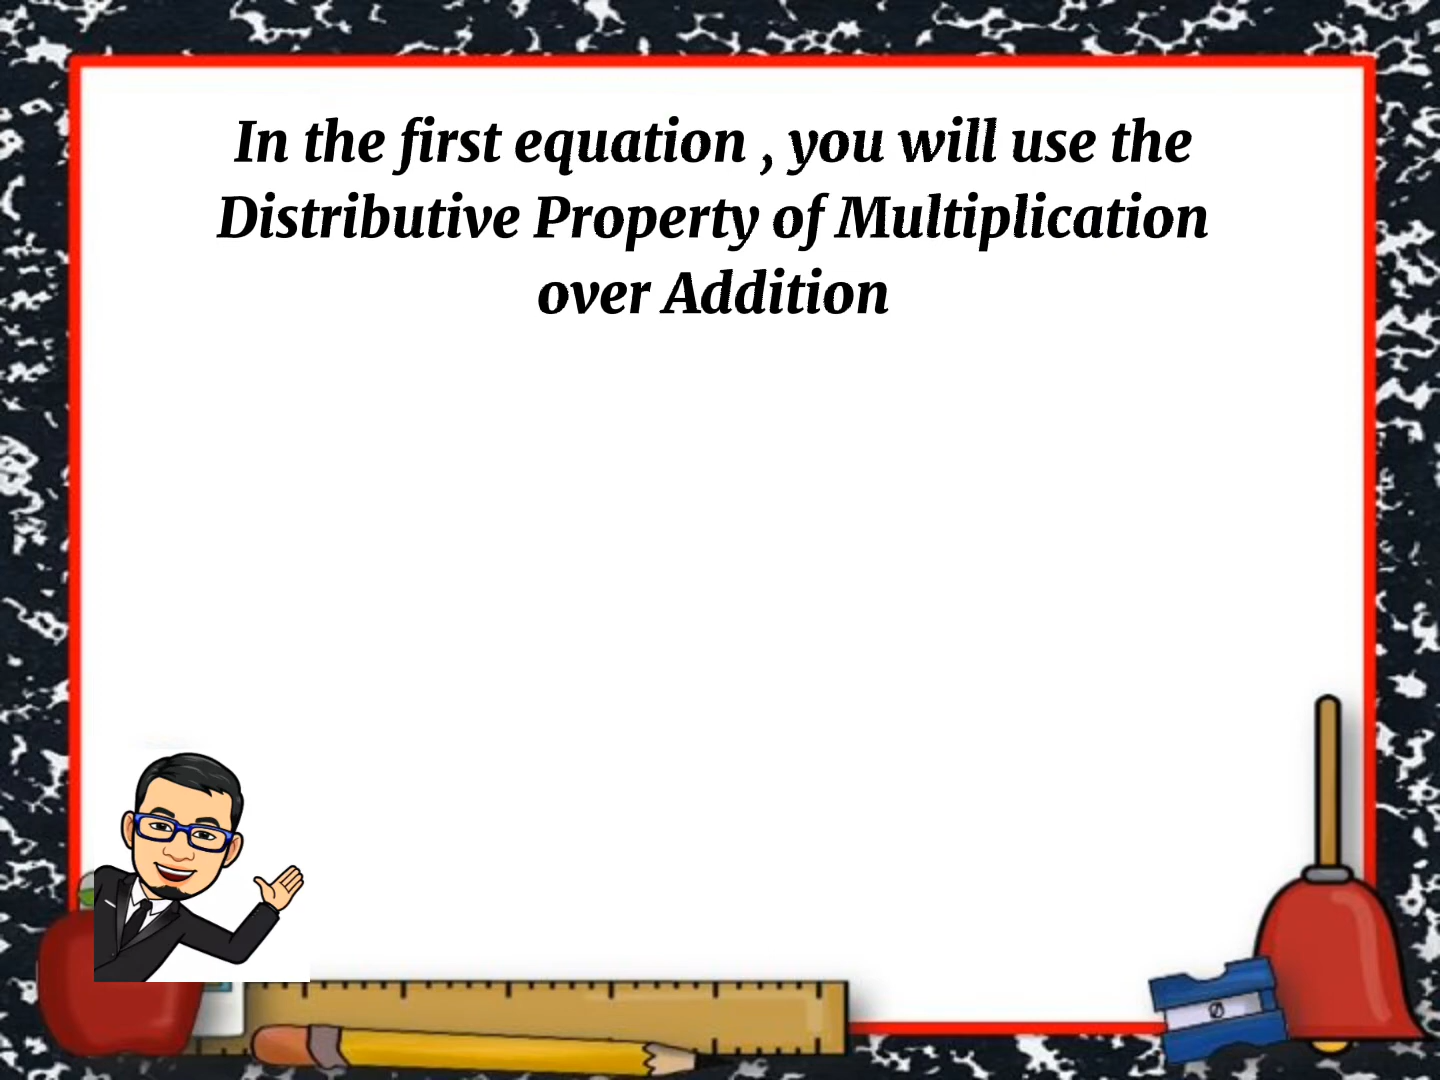 In the first equation , you will use the
Distributive Property of Multiplication
over Addition